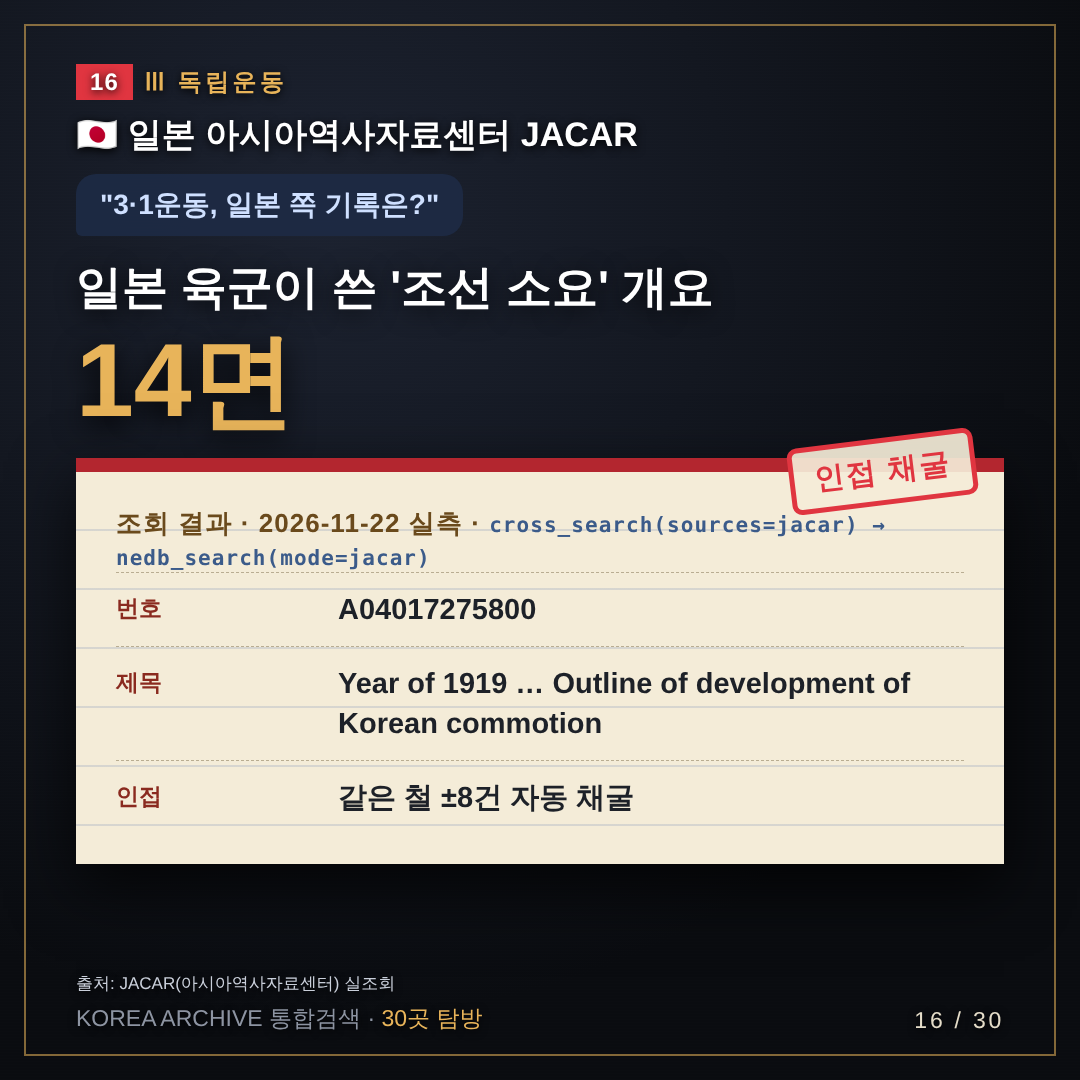 16 Ⅲ 독립운동
🇯🇵 일본 아시아역사자료센터 JACAR
"3·1운동, 일본 쪽 기록은?"
일본 육군이 쓴 '조선 소요' 개요
14면
인접 채굴
조회 결과 · 2026-11-22 실측 · cross_search(sources=jacar) →
nedb_search(mode=jacar)
번호 A04017275800
제목 Year of 1919 … Outline of development of
Korean commotion
인접 같은 철 ±8건 자동 채굴
출처: JACAR(아시아역사자료센터) 실조회
KOREA ARCHIVE 통합검색 · 30곳 탐방
16 / 30